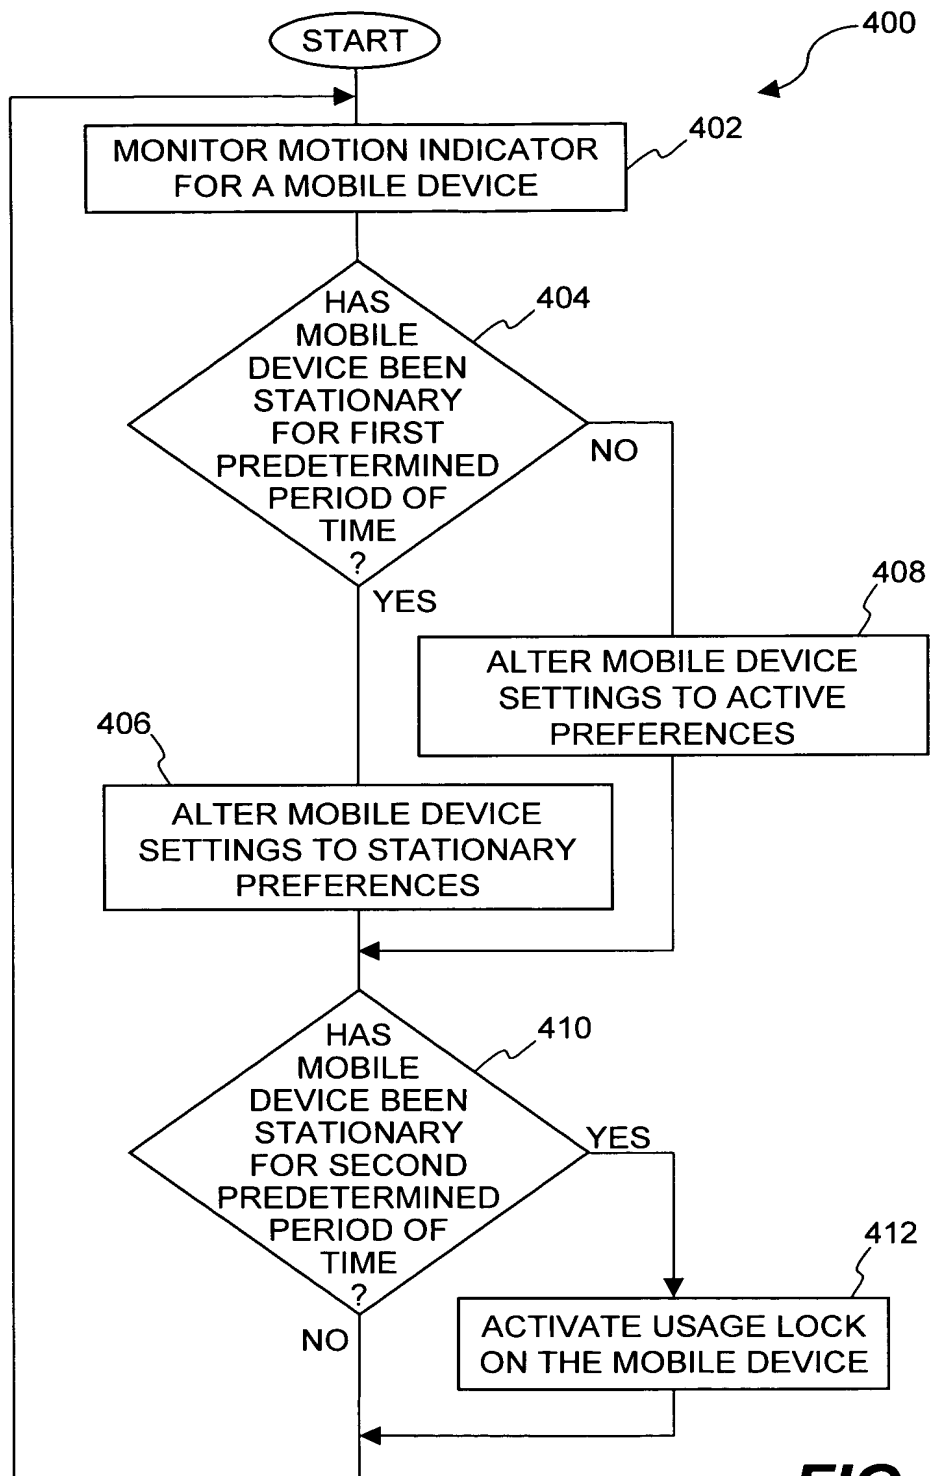 START
400
MONITOR MOTION INDICATOR
FOR A MOBILE DEVICE
402
HAS
MOBILE
DEVICE BEEN
STATIONARY
FOR FIRST
PREDETERMINED
PERIOD OF
TIME
?
404
NO
YES
408
ALTER MOBILE DEVICE
SETTINGS TO ACTIVE
PREFERENCES
406
ALTER MOBILE DEVICE
SETTINGS TO STATIONARY
PREFERENCES
HAS
MOBILE
DEVICE BEEN
STATIONARY
FOR SECOND
PREDETERMINED
PERIOD OF
TIME
?
410
YES
NO
412
ACTIVATE USAGE LOCK
ON THE MOBILE DEVICE
FIG